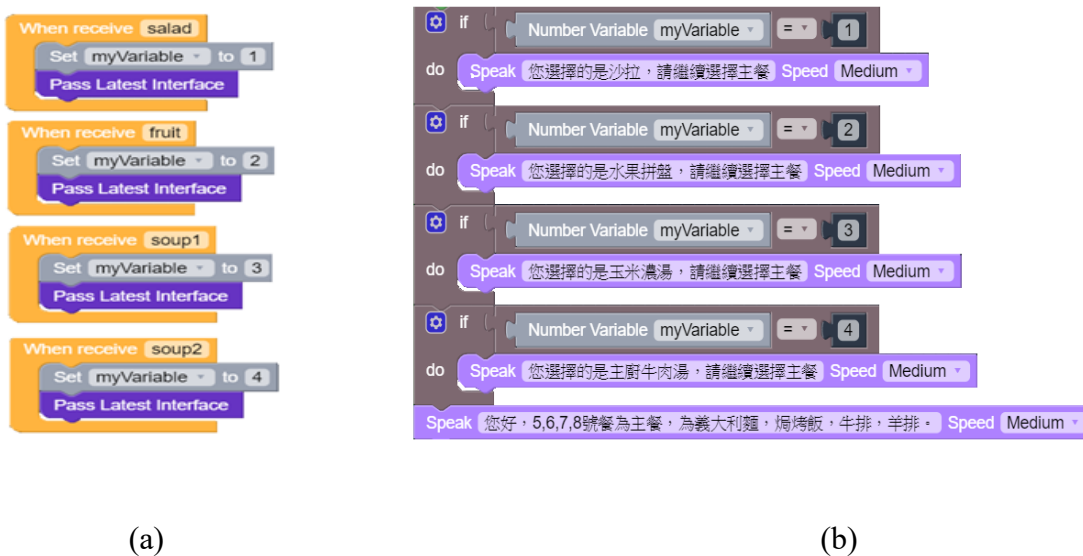 When receive salad
Set myVariable to 1
Pass Latest Interface
When receive fruit
Set myVariable to 2
Pass Latest Interface
When receive soup1
Set myVariable to 3
Pass Latest Interface
When receive soup2
Set myVariable to 4
Pass Latest Interface
if Number Variable myVariable = 1
do Speak 您選擇的是沙拉，請繼續選擇主餐 Speed Medium
if Number Variable myVariable = 2
do Speak 您選擇的是水果拼盤，請繼續選擇主餐 Speed Medium
if Number Variable myVariable = 3
do Speak 您選擇的是玉米濃湯，請繼續選擇主餐 Speed Medium
if Number Variable myVariable = 4
do Speak 您選擇的是主廚牛肉湯，請繼續選擇主餐 Speed Medium
Speak 您好，5,6,7,8號餐為主餐，為義大利麵，焗烤飯，牛排，羊排。 Speed Medium
(a)
(b)